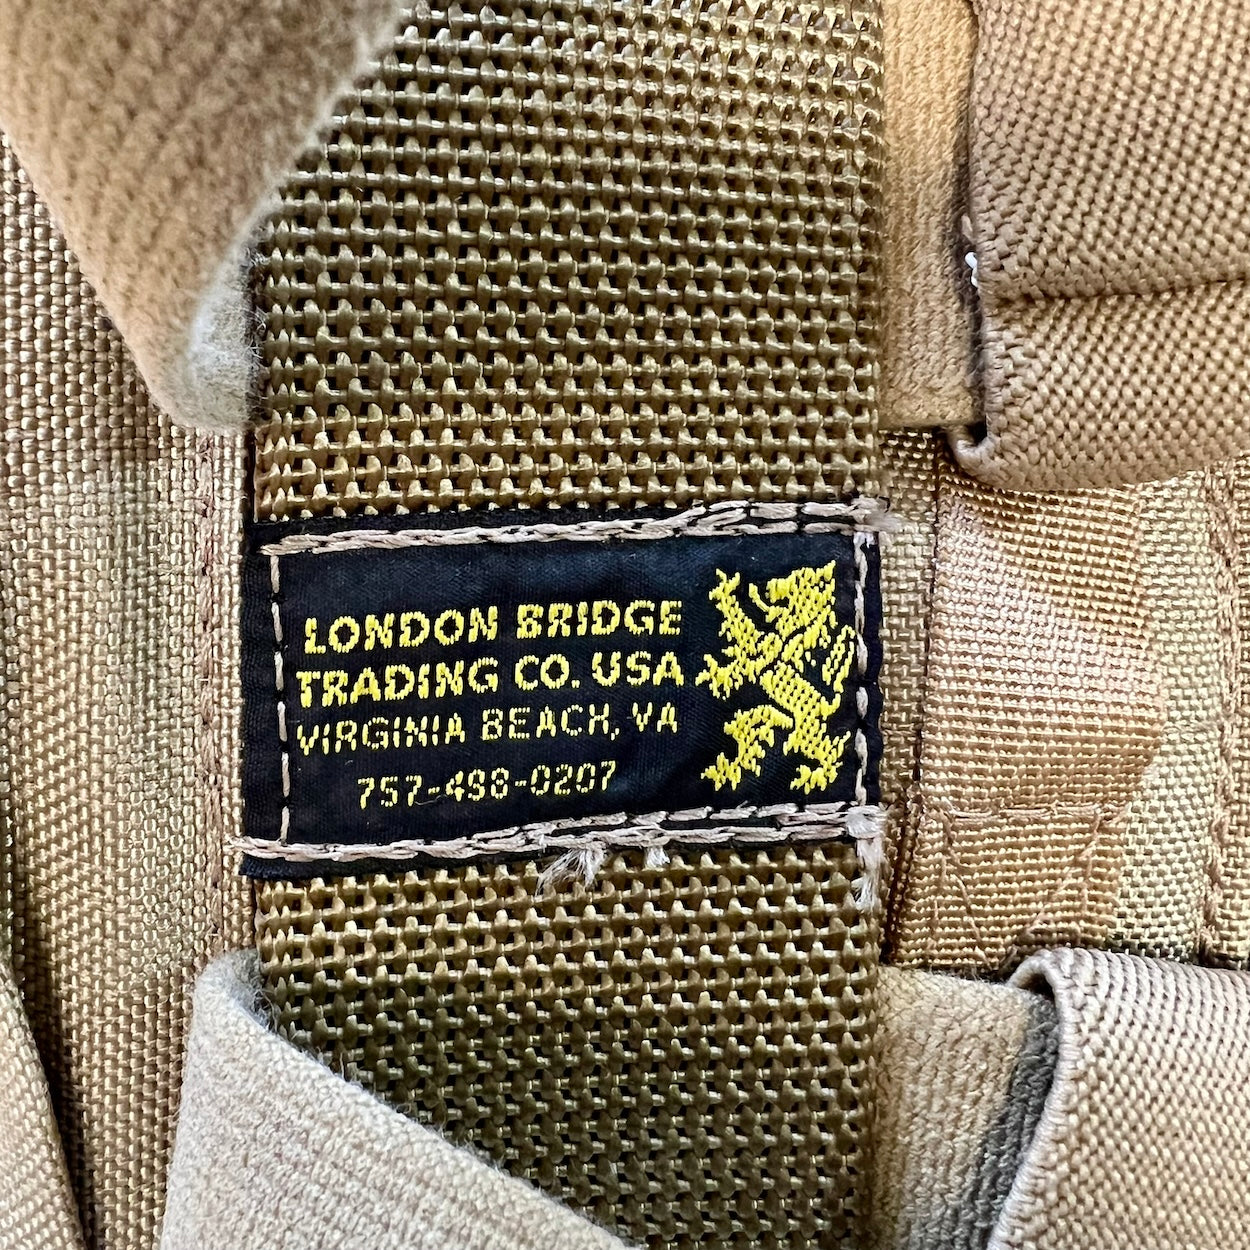 LONDON BRIDGE
TRADING CO. USA
VIRGINIA BEACH, VA
757-498-0207